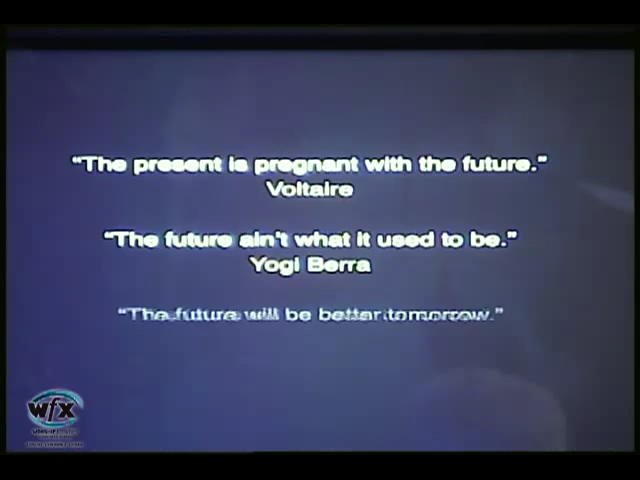 “The present is pregnant with the future.”
Voltaire
“The future ain't what it used to be.”
Yogi Berra
“The future will be better tomorrow.”
wfx